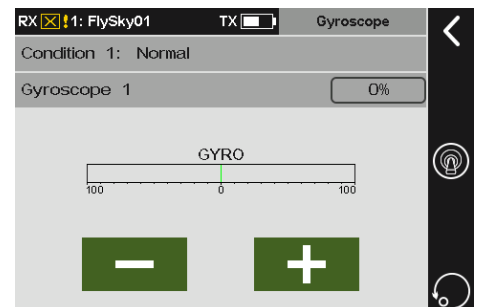 RX !1: FlySky01 TX Gyroscope
Condition 1: Normal
Gyroscope 1 0%
GYRO
100 0 100